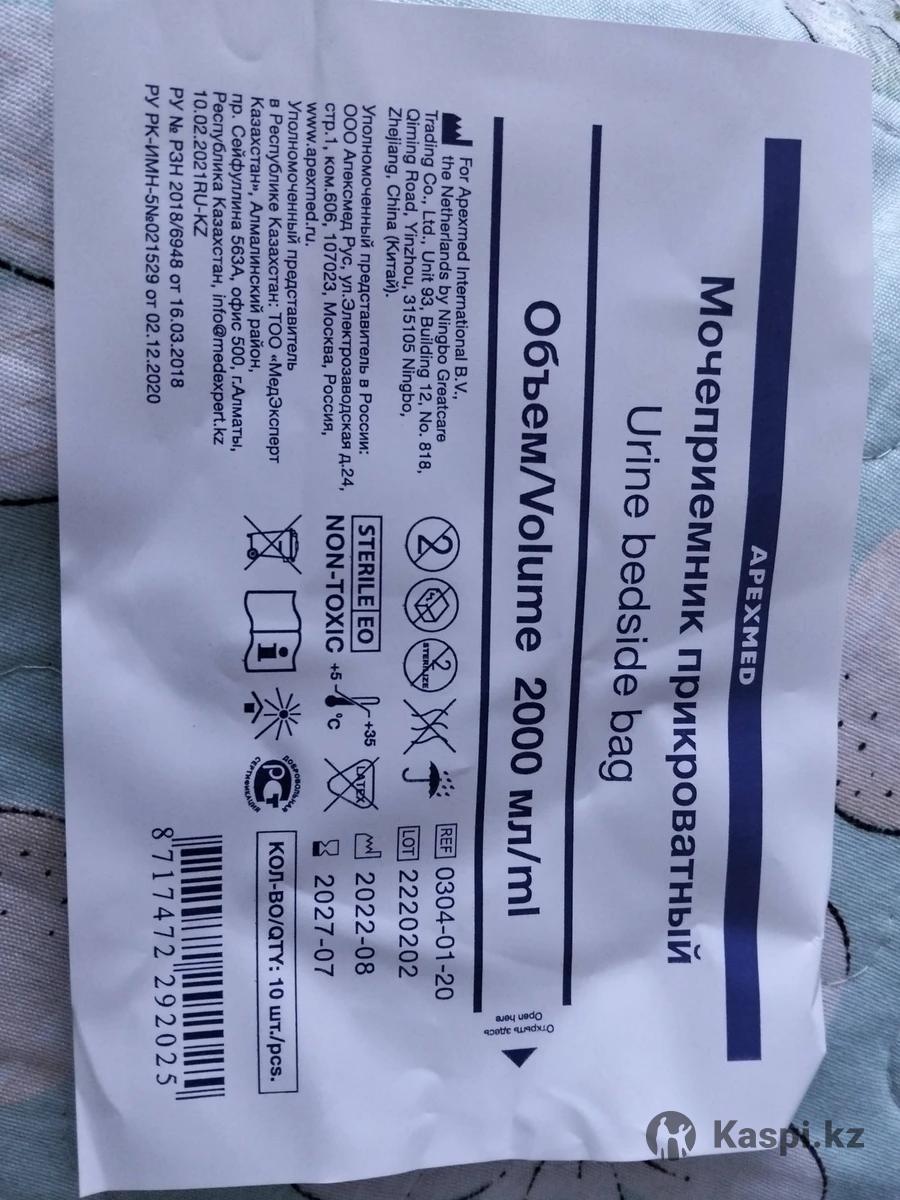 APEXMED
Мочеприемник прикроватный
Urine bedside bag
Объем/Volume 2000 мл/ml
Открыть здесь
Open here
For Apexmed International B.V.,
the Netherlands by Ningbo Greatcare
Trading Co., Ltd., Unit 93, Building 12, No. 818,
Qiming Road, Yinzhou, 315105 Ningbo,
Zhejiang, China (Китай).
Уполномоченный представитель в России:
ООО Апексмед Рус, ул.Электрозаводская д.24,
стр.1, ком.606, 107023, Москва, Россия,
www.apexmed.ru.
Уполномоченный представитель
в Республике Казахстан: ТОО «МедЭксперт
Казахстан», Алмалинский район,
пр. Сейфуллина 563А, офис 500, г.Алматы,
Республика Казахстан, info@medexpert.kz
10.02.2021RU-KZ
РУ № РЗН 2018/6948 от 16.03.2018
РУ РК-ИМН-5№021529 от 02.12.2020
2
2
STERILIZE
STERILE EO
NON-TOXIC
+5
°C
+35
LATEX
i
ДОБРОВОЛЬНАЯ
РСТ
СЕРТИФИКАЦИЯ
REF 0304-01-20
LOT 2220202
2022-08
2027-07
КОЛ-ВО/QTY: 10 шт./pcs.
8 717472 292025
Kaspi.kz